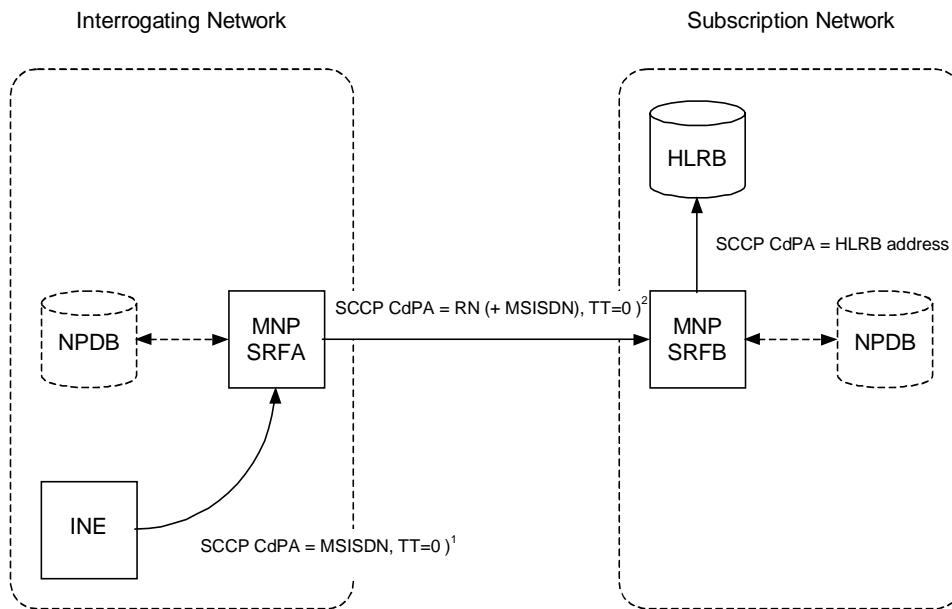 Interrogating Network
Subscription Network
HLRB
SCCP CdPA = HLRB address
SCCP CdPA = RN (+ MSISDN), TT=0 )²
NPDB
MNP
SRFA
MNP
SRFB
NPDB
INE
SCCP CdPA = MSISDN, TT=0 )¹